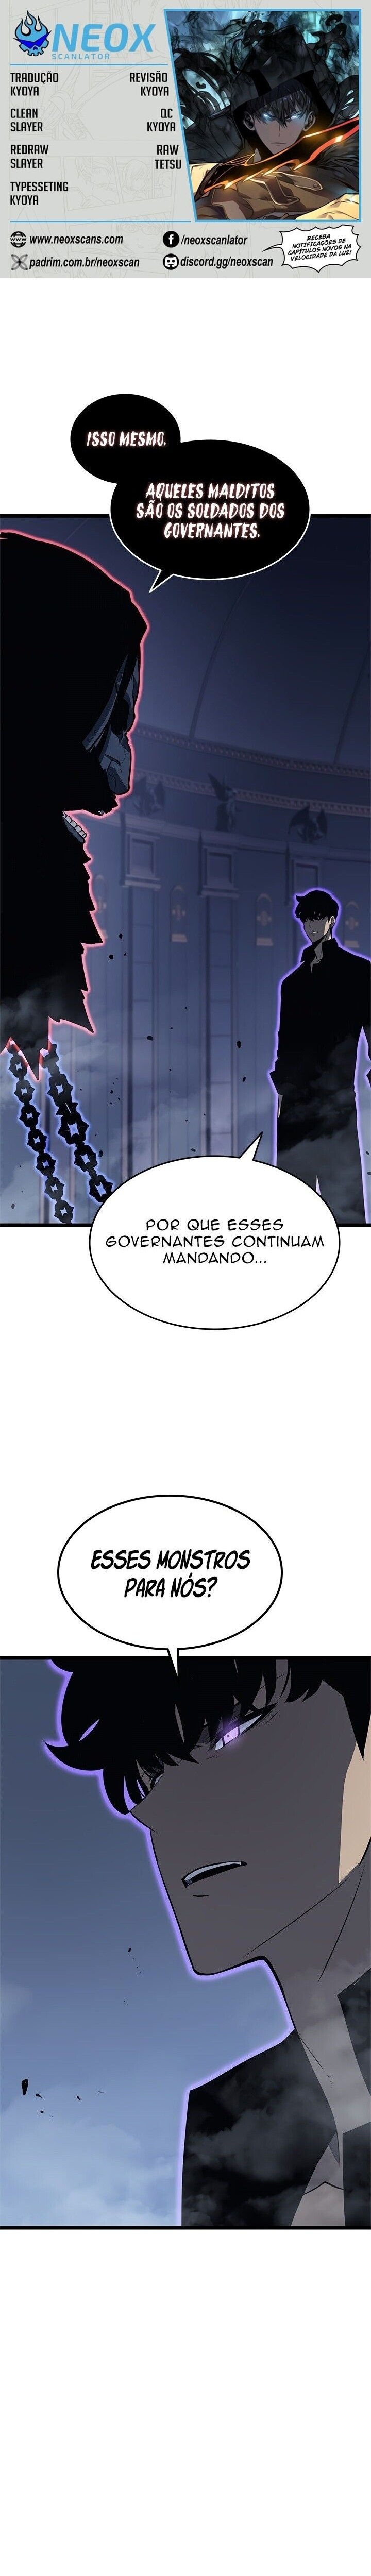 NEOX
SCANLATOR
TRADUÇÃO
KYOYA
REVISÃO
KYOYA
CLEAN
SLAYER
QC
KYOYA
REDRAW
SLAYER
RAW
TETSU
TYPESSETING
KYOYA
www.neoxscans.com
/neoxscanlator
padrim.com.br/neoxscan
discord.gg/neoxscan
RECEBA
NOTIFICAÇÕES DE
CAPÍTULOS NOVOS NA
VELOCIDADE DA LUZ!
ISSO MESMO.
AQUELES MALDITOS
SÃO OS SOLDADOS DOS
GOVERNANTES.
POR QUE ESSES
GOVERNANTES CONTINUAM
MANDANDO...
ESSES MONSTROS
PARA NÓS?